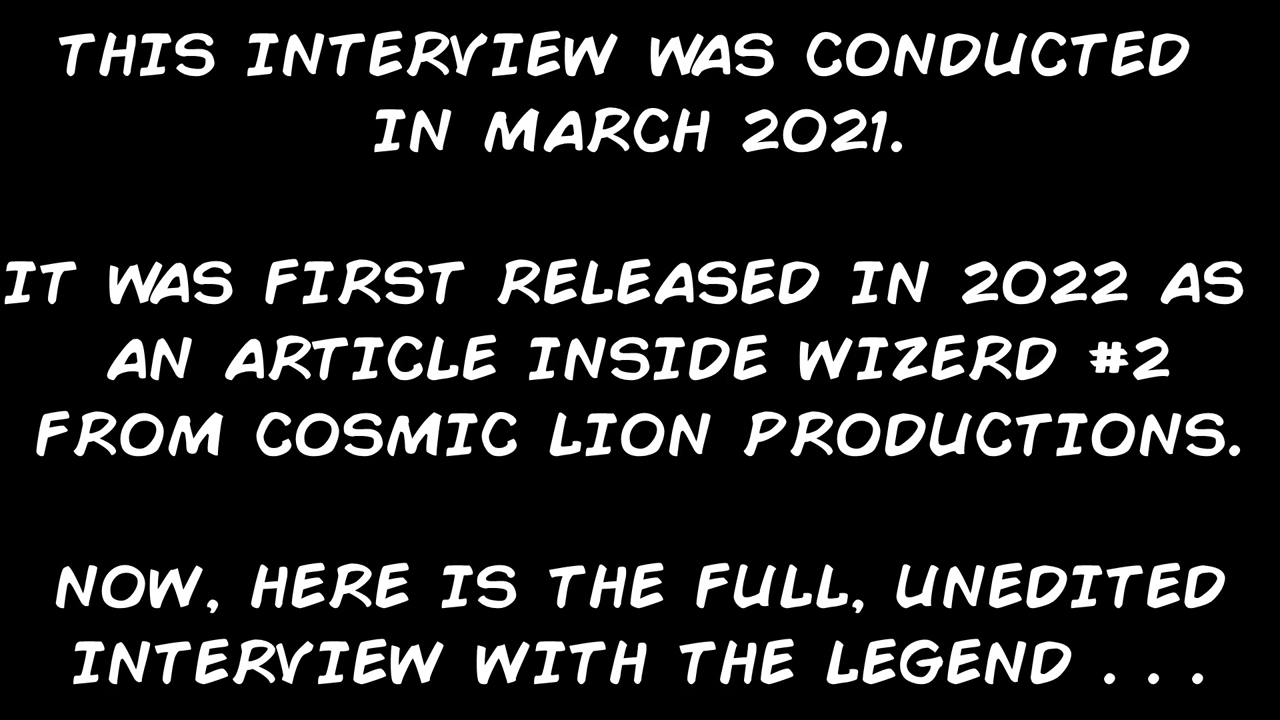 THIS INTERVIEW WAS CONDUCTED
IN MARCH 2021.
IT WAS FIRST RELEASED IN 2022 AS
AN ARTICLE INSIDE WIZERD #2
FROM COSMIC LION PRODUCTIONS.
NOW, HERE IS THE FULL, UNEDITED
INTERVIEW WITH THE LEGEND . . .